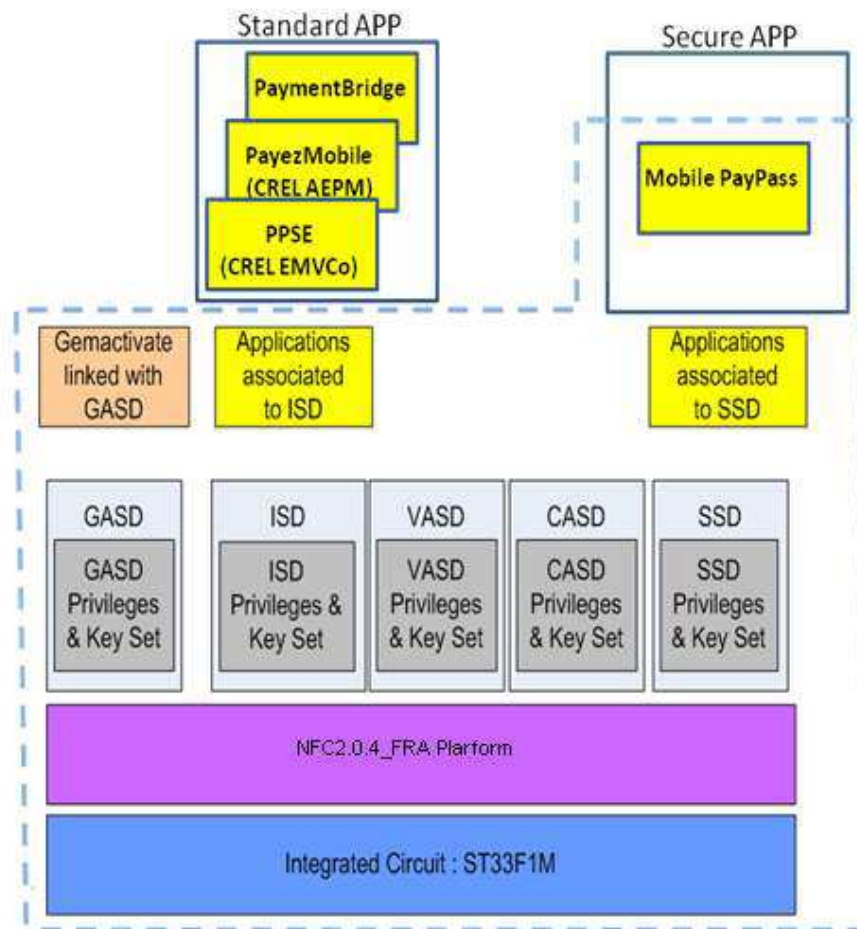 Standard APP
Secure APP
PaymentBridge
PayezMobile
(CREL AEPM)
PPSE
(CREL EMVCo)
Mobile PayPass
Gemactivate
linked with
GASD
Applications
associated
to ISD
Applications
associated
to SSD
GASD
GASD
Privileges
& Key Set
ISD
ISD
Privileges &
Key Set
VASD
VASD
Privileges
& Key Set
CASD
CASD
Privileges
& Key Set
SSD
SSD
Privileges
& Key Set
NFC2.0.4_FRA Plarform
Integrated Circuit : ST33F1M